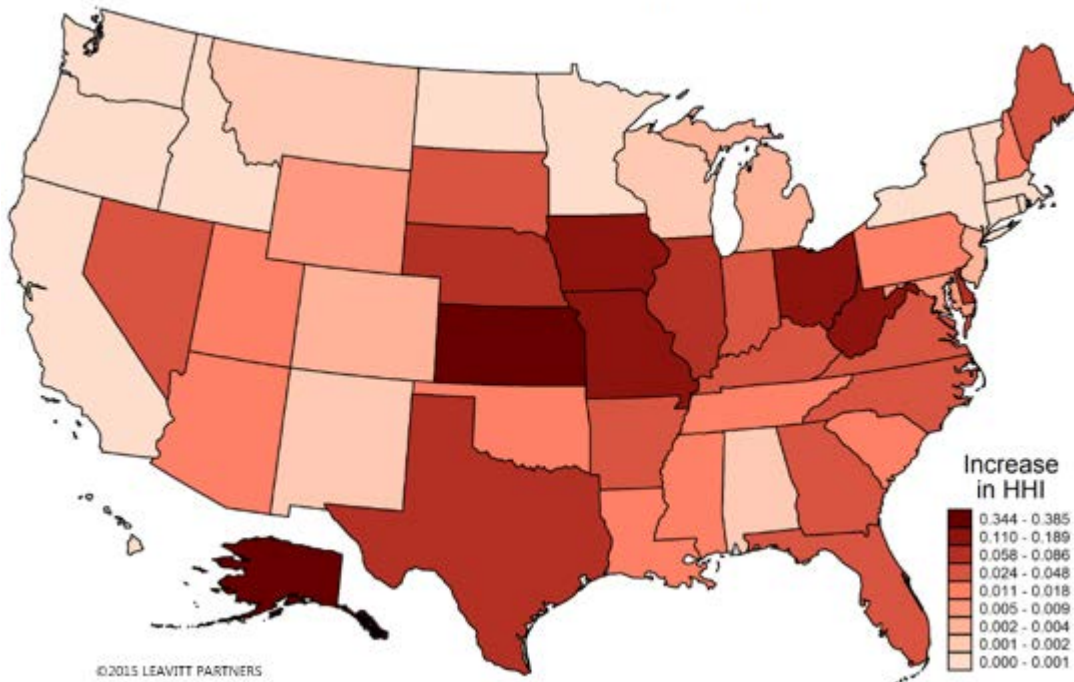 Increase
in HHI
0.344 - 0.385
0.110 - 0.189
0.058 - 0.086
0.024 - 0.048
0.011 - 0.018
0.005 - 0.009
0.002 - 0.004
0.001 - 0.002
0.000 - 0.001
©2015 LEAVITT PARTNERS